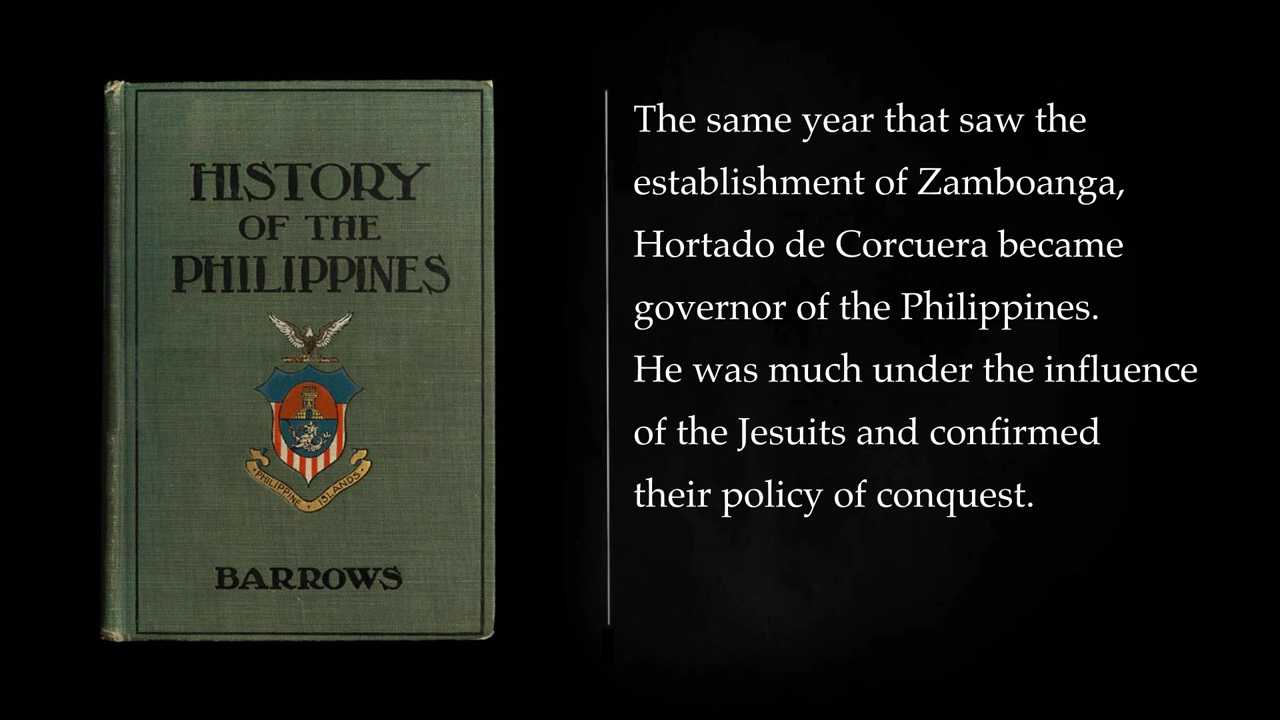 HISTORY
OF THE
PHILIPPINES
PHILIPPINE ISLANDS
BARROWS
The same year that saw the
establishment of Zamboanga,
Hortado de Corcuera became
governor of the Philippines.
He was much under the influence
of the Jesuits and confirmed
their policy of conquest.